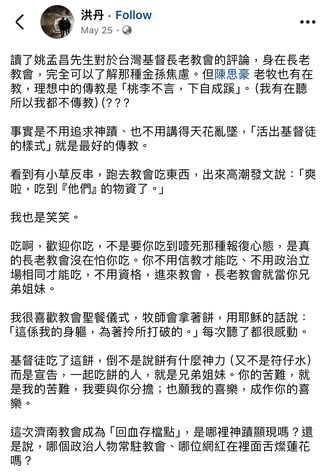 洪丹 · Follow
May 25 ·
讀了姚孟昌先生對於台灣基督長老教會的評論，身在長老
教會，完全可以了解那種金孫焦慮。但陳思豪 老牧也有在
教，理想中的傳教是「桃李不言，下自成蹊」。(我有在聽
所以我都不傳教) (???
事實是不用追求神蹟、也不用講得天花亂墜，「活出基督徒
的樣式」就是最好的傳教。
看到有小草反串，跑去教會吃東西，出來高潮發文說：「爽
啦，吃到『他們』的物資了。」
我也是笑笑。
吃啊，歡迎你吃，不是要你吃到噎死那種報復心態，是真
的長老教會沒在怕你吃。你不用信教才能吃、不用政治立
場相同才能吃，不用資格，進來教會，長老教會就當你兄
弟姐妹。
我很喜歡教會聖餐儀式，牧師會拿著餅，用耶穌的話說：
「這係我的身軀，為著拎所打破的。」每次聽了都很感動。
基督徒吃了這餅，倒不是說餅有什麼神力 (又不是符仔水)
而是宣告，一起吃餅的人，就是兄弟姐妹。你的苦難，就
是我的苦難，我要與你分擔；也願我的喜樂，成作你的喜
樂。
這次濟南教會成為「回血存檔點」，是哪裡神蹟顯現嗎？還
是說，哪個政治人物常駐教會、哪位網紅在裡面舌燦蓮花
嗎？